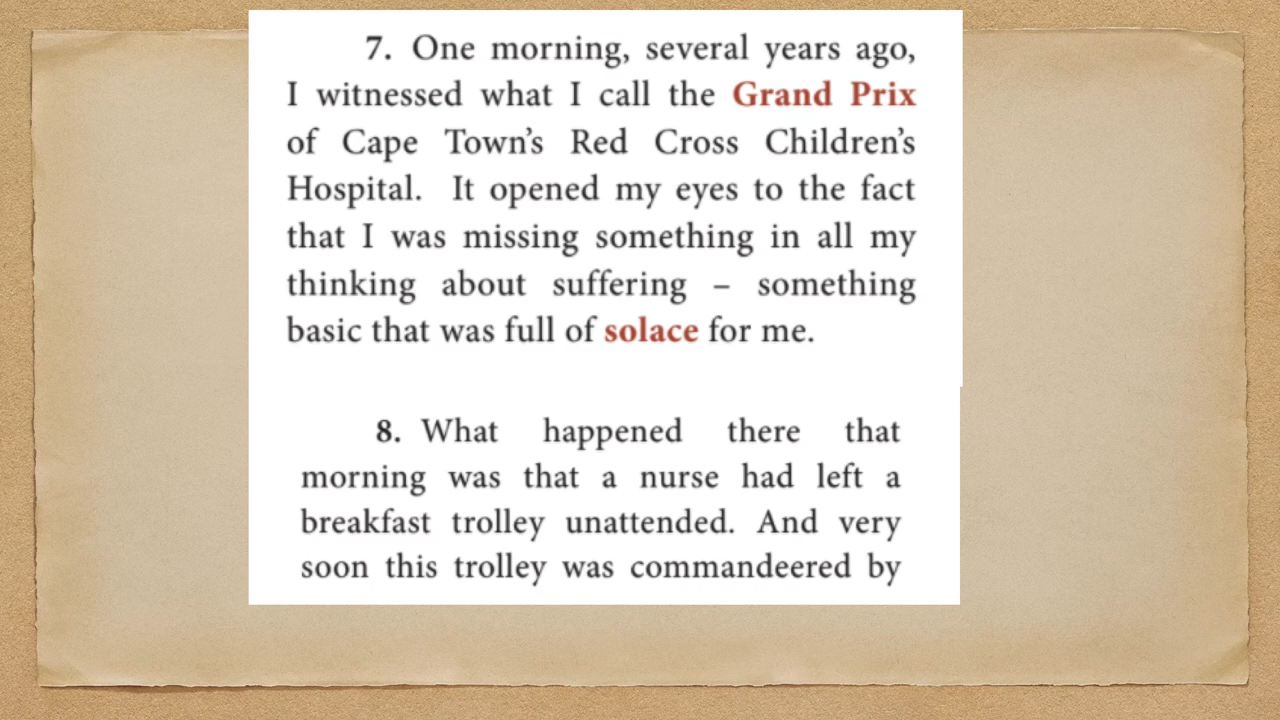 7. One morning, several years ago,
I witnessed what I call the Grand Prix
of Cape Town’s Red Cross Children’s
Hospital. It opened my eyes to the fact
that I was missing something in all my
thinking about suffering – something
basic that was full of solace for me.
8. What happened there that
morning was that a nurse had left a
breakfast trolley unattended. And very
soon this trolley was commandeered by